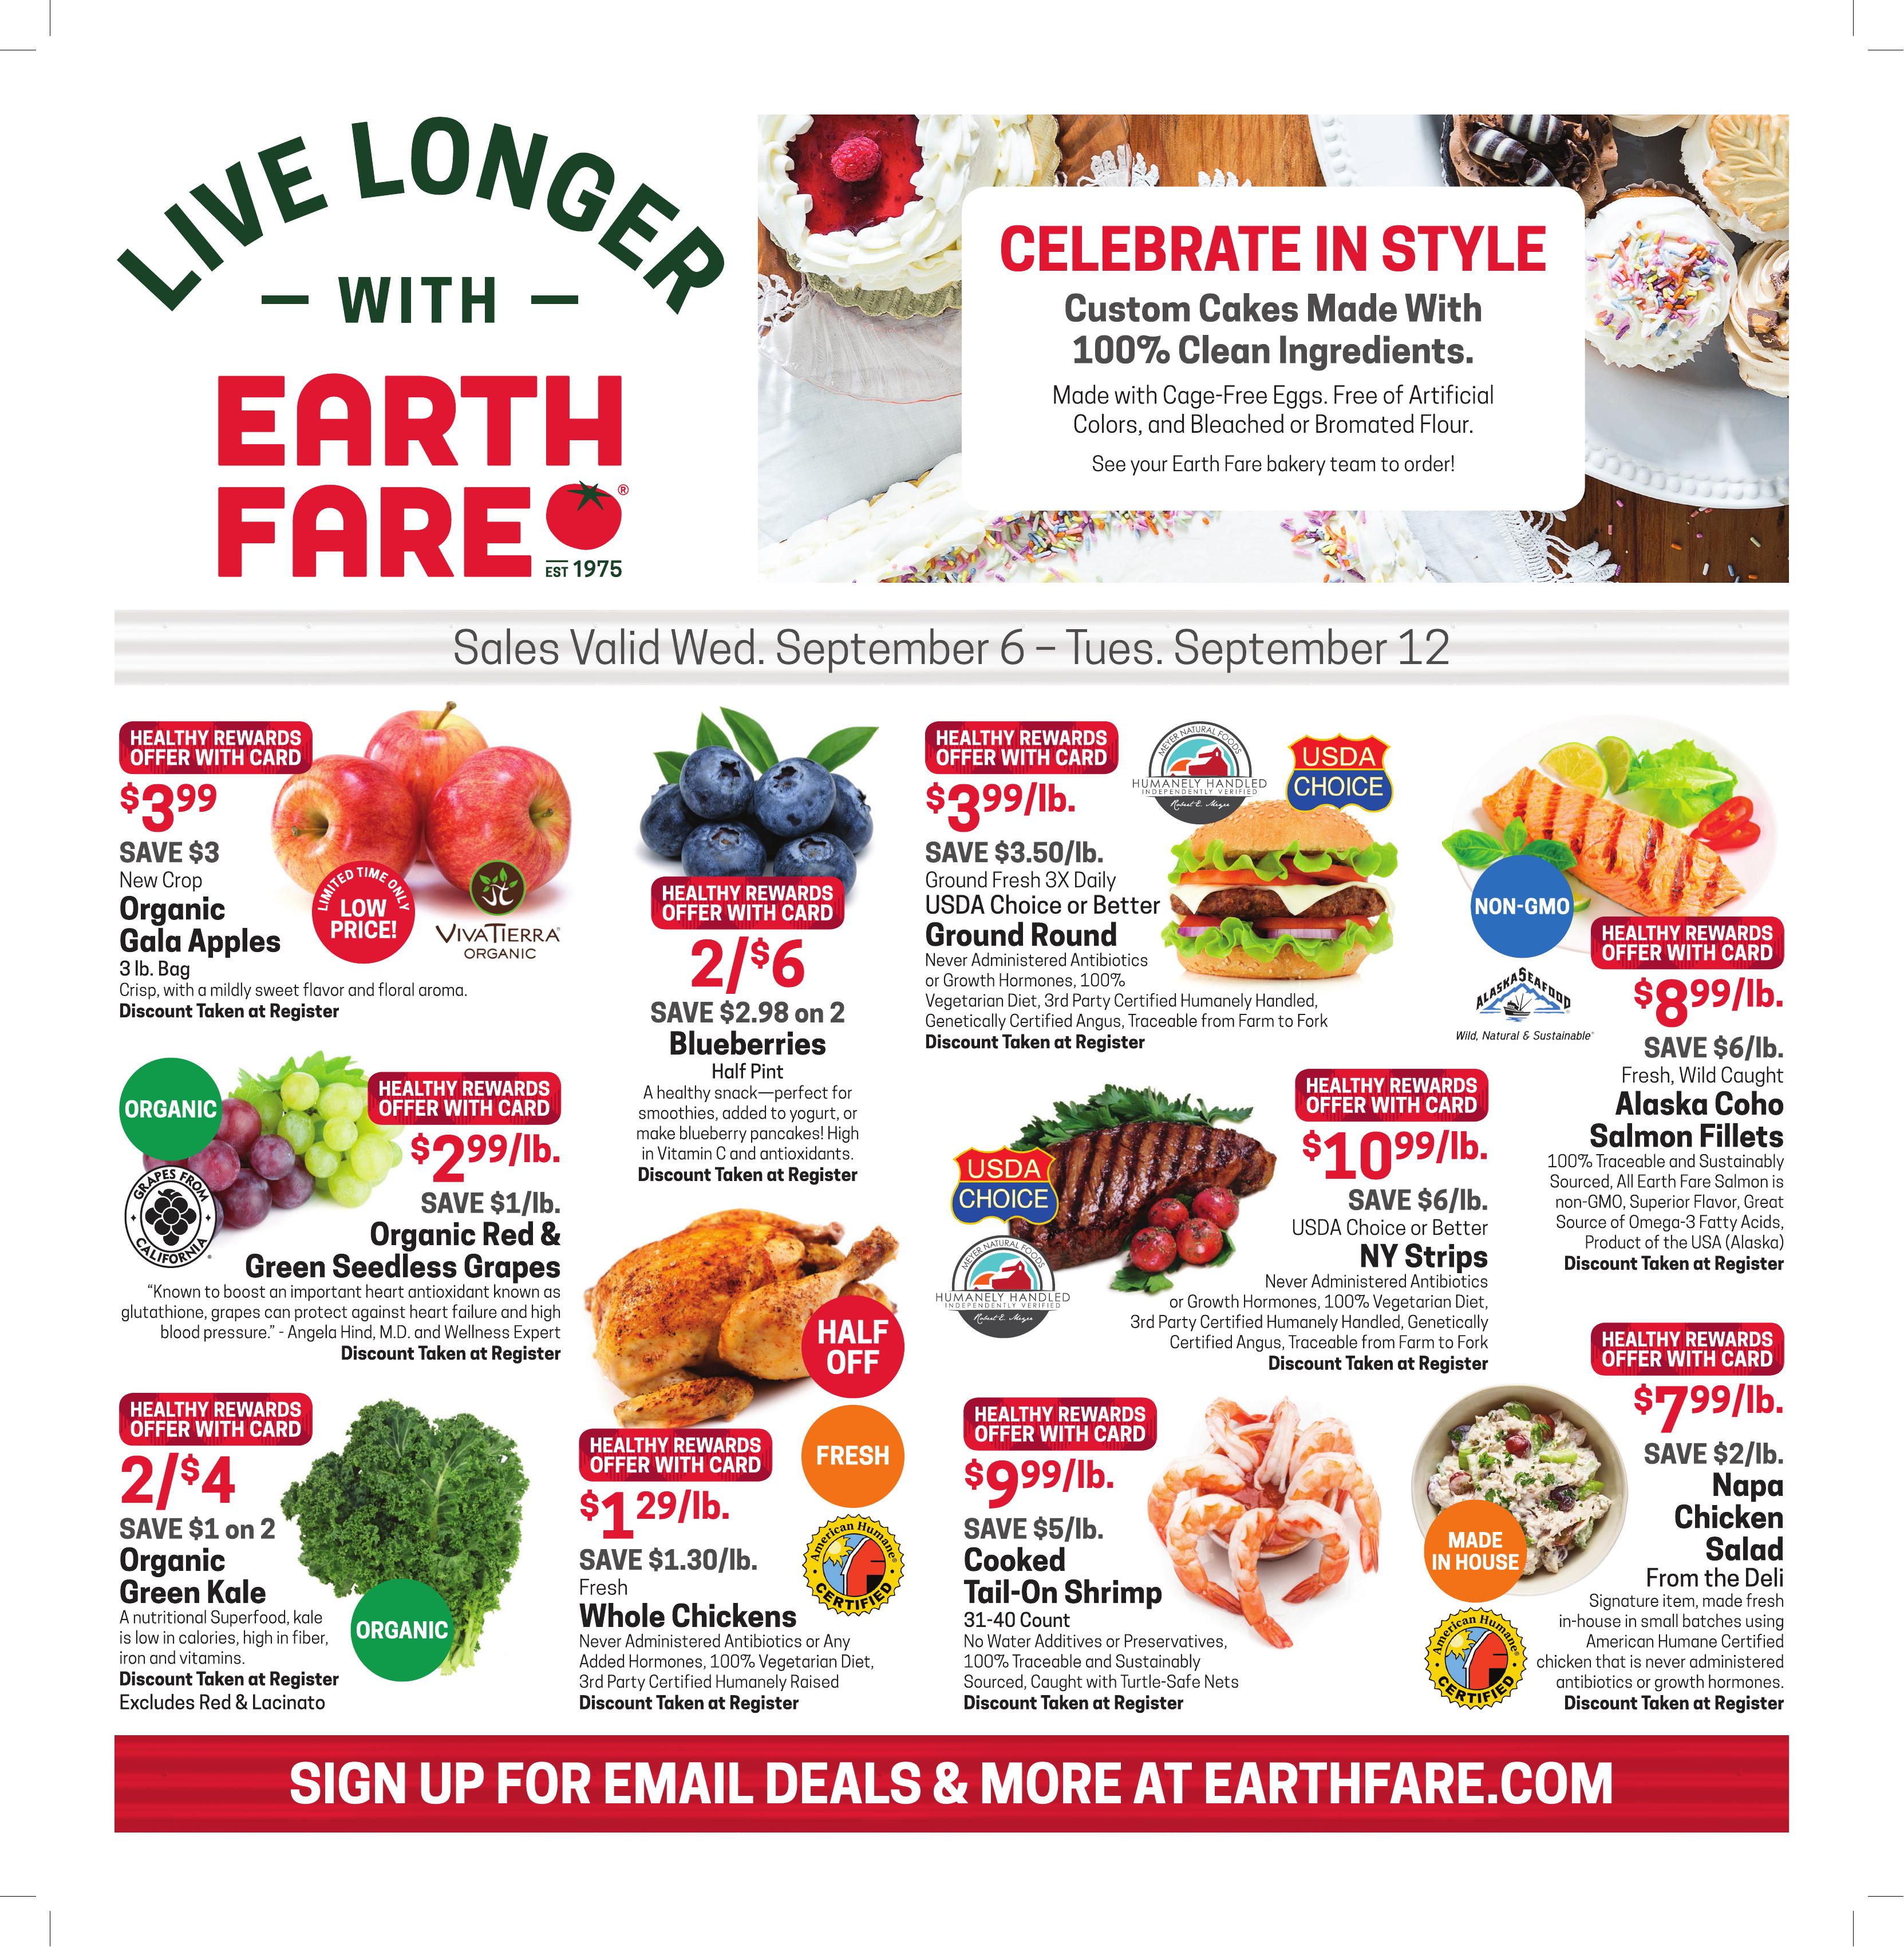 LIVE LONGER
— WITH —
EARTH
FARE®
EST 1975
CELEBRATE IN STYLE
Custom Cakes Made With
100% Clean Ingredients.
Made with Cage-Free Eggs. Free of Artificial
Colors, and Bleached or Bromated Flour.
See your Earth Fare bakery team to order!
Sales Valid Wed. September 6 – Tues. September 12
HEALTHY REWARDS
OFFER WITH CARD
$399
SAVE $3
New Crop
Organic
Gala Apples
3 lb. Bag
Crisp, with a mildly sweet flavor and floral aroma.
Discount Taken at Register
LIMITED TIME ONLY
LOW
PRICE!
VIVATIERRA
ORGANIC
HEALTHY REWARDS
OFFER WITH CARD
2/$6
SAVE $2.98 on 2
Blueberries
Half Pint
A healthy snack—perfect for
smoothies, added to yogurt, or
make blueberry pancakes! High
in Vitamin C and antioxidants.
Discount Taken at Register
HEALTHY REWARDS
OFFER WITH CARD
$399/lb.
SAVE $3.50/lb.
Ground Fresh 3X Daily
USDA Choice or Better
Ground Round
Never Administered Antibiotics
or Growth Hormones, 100%
Vegetarian Diet, 3rd Party Certified Humanely Handled,
Genetically Certified Angus, Traceable from Farm to Fork
Discount Taken at Register
MEYER NATURAL FOODS
HUMANELY HANDLED
INDEPENDENTLY VERIFIED
Robert E. Meyer
USDA
CHOICE
NON-GMO
ALASKA SEAFOOD
Wild, Natural & Sustainable®
HEALTHY REWARDS
OFFER WITH CARD
$899/lb.
SAVE $6/lb.
Fresh, Wild Caught
Alaska Coho
Salmon Fillets
100% Traceable and Sustainably
Sourced, All Earth Fare Salmon is
non-GMO, Superior Flavor, Great
Source of Omega-3 Fatty Acids,
Product of the USA (Alaska)
Discount Taken at Register
ORGANIC
GRAPES FROM
CALIFORNIA
HEALTHY REWARDS
OFFER WITH CARD
$299/lb.
SAVE $1/lb.
Organic Red &
Green Seedless Grapes
“Known to boost an important heart antioxidant known as
glutathione, grapes can protect against heart failure and high
blood pressure.” - Angela Hind, M.D. and Wellness Expert
Discount Taken at Register
USDA
CHOICE
MEYER NATURAL FOODS
HUMANELY HANDLED
INDEPENDENTLY VERIFIED
Robert E. Meyer
HEALTHY REWARDS
OFFER WITH CARD
$1099/lb.
SAVE $6/lb.
USDA Choice or Better
NY Strips
Never Administered Antibiotics
or Growth Hormones, 100% Vegetarian Diet,
3rd Party Certified Humanely Handled, Genetically
Certified Angus, Traceable from Farm to Fork
Discount Taken at Register
HEALTHY REWARDS
OFFER WITH CARD
2/$4
SAVE $1 on 2
Organic
Green Kale
A nutritional Superfood, kale
is low in calories, high in fiber,
iron and vitamins.
Discount Taken at Register
Excludes Red & Lacinato
ORGANIC
HALF
OFF
FRESH
HEALTHY REWARDS
OFFER WITH CARD
$129/lb.
SAVE $1.30/lb.
Fresh
Whole Chickens
Never Administered Antibiotics or Any
Added Hormones, 100% Vegetarian Diet,
3rd Party Certified Humanely Raised
Discount Taken at Register
American Humane®
CERTIFIED
HEALTHY REWARDS
OFFER WITH CARD
$999/lb.
SAVE $5/lb.
Cooked
Tail-On Shrimp
31-40 Count
No Water Additives or Preservatives,
100% Traceable and Sustainably
Sourced, Caught with Turtle-Safe Nets
Discount Taken at Register
HEALTHY REWARDS
OFFER WITH CARD
$799/lb.
SAVE $2/lb.
Napa
Chicken
Salad
From the Deli
Signature item, made fresh
in-house in small batches using
American Humane Certified
chicken that is never administered
antibiotics or growth hormones.
Discount Taken at Register
MADE
IN HOUSE
American Humane®
CERTIFIED
SIGN UP FOR EMAIL DEALS & MORE AT EARTHFARE.COM